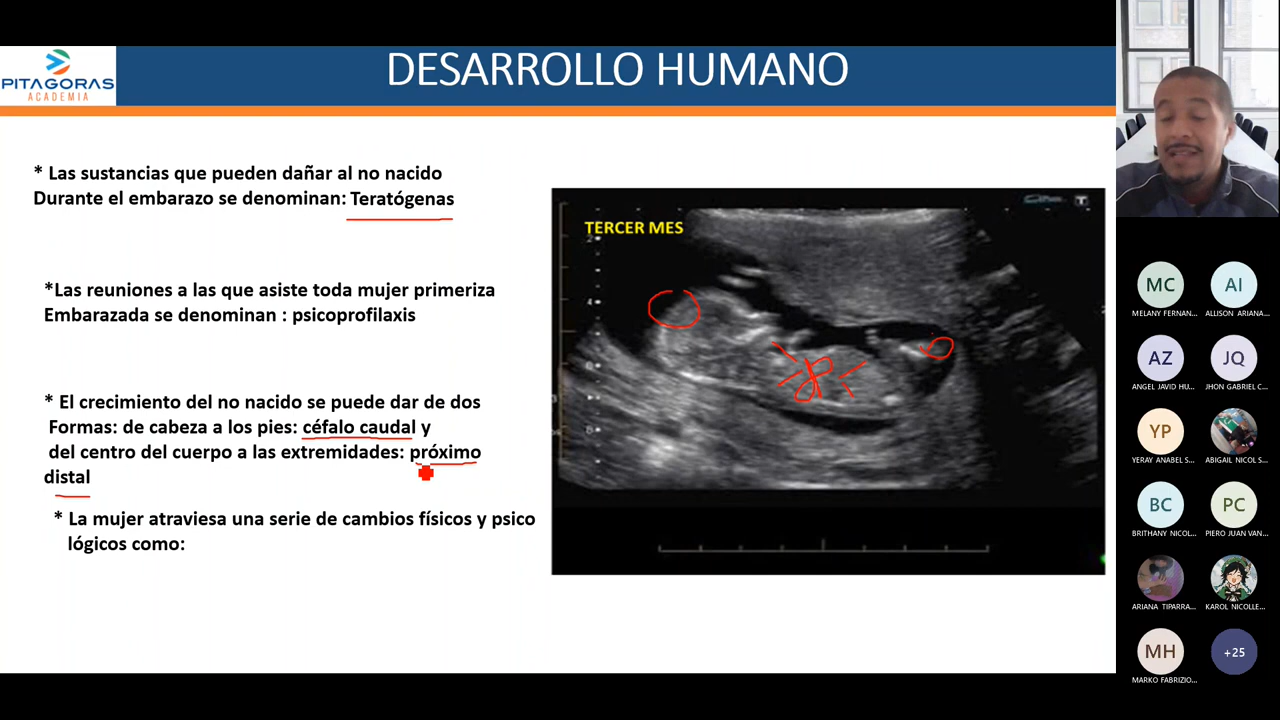 PITAGORAS
ACADEMIA
DESARROLLO HUMANO
* Las sustancias que pueden dañar al no nacido
Durante el embarazo se denominan: Teratógenas
*Las reuniones a las que asiste toda mujer primeriza
Embarazada se denominan : psicoprofilaxis
* El crecimiento del no nacido se puede dar de dos
Formas: de cabeza a los pies: céfalo caudal y
del centro del cuerpo a las extremidades: próximo
distal
* La mujer atraviesa una serie de cambios físicos y psico
lógicos como:
TERCER MES
2
4
6
8
MC
MELANY FERNAN...
AI
ALLISON ARIANA...
AZ
ANGEL JAVID HU...
JQ
JHON GABRIEL C...
YP
YERAY ANABEL S...
ABIGAIL NICOL S...
BC
BRITHANY NICOL...
PC
PIERO JUAN VAN...
ARIANA TIPARRA...
KAROL NICOLLE...
MH
MARKO FABRIZIO...
+25